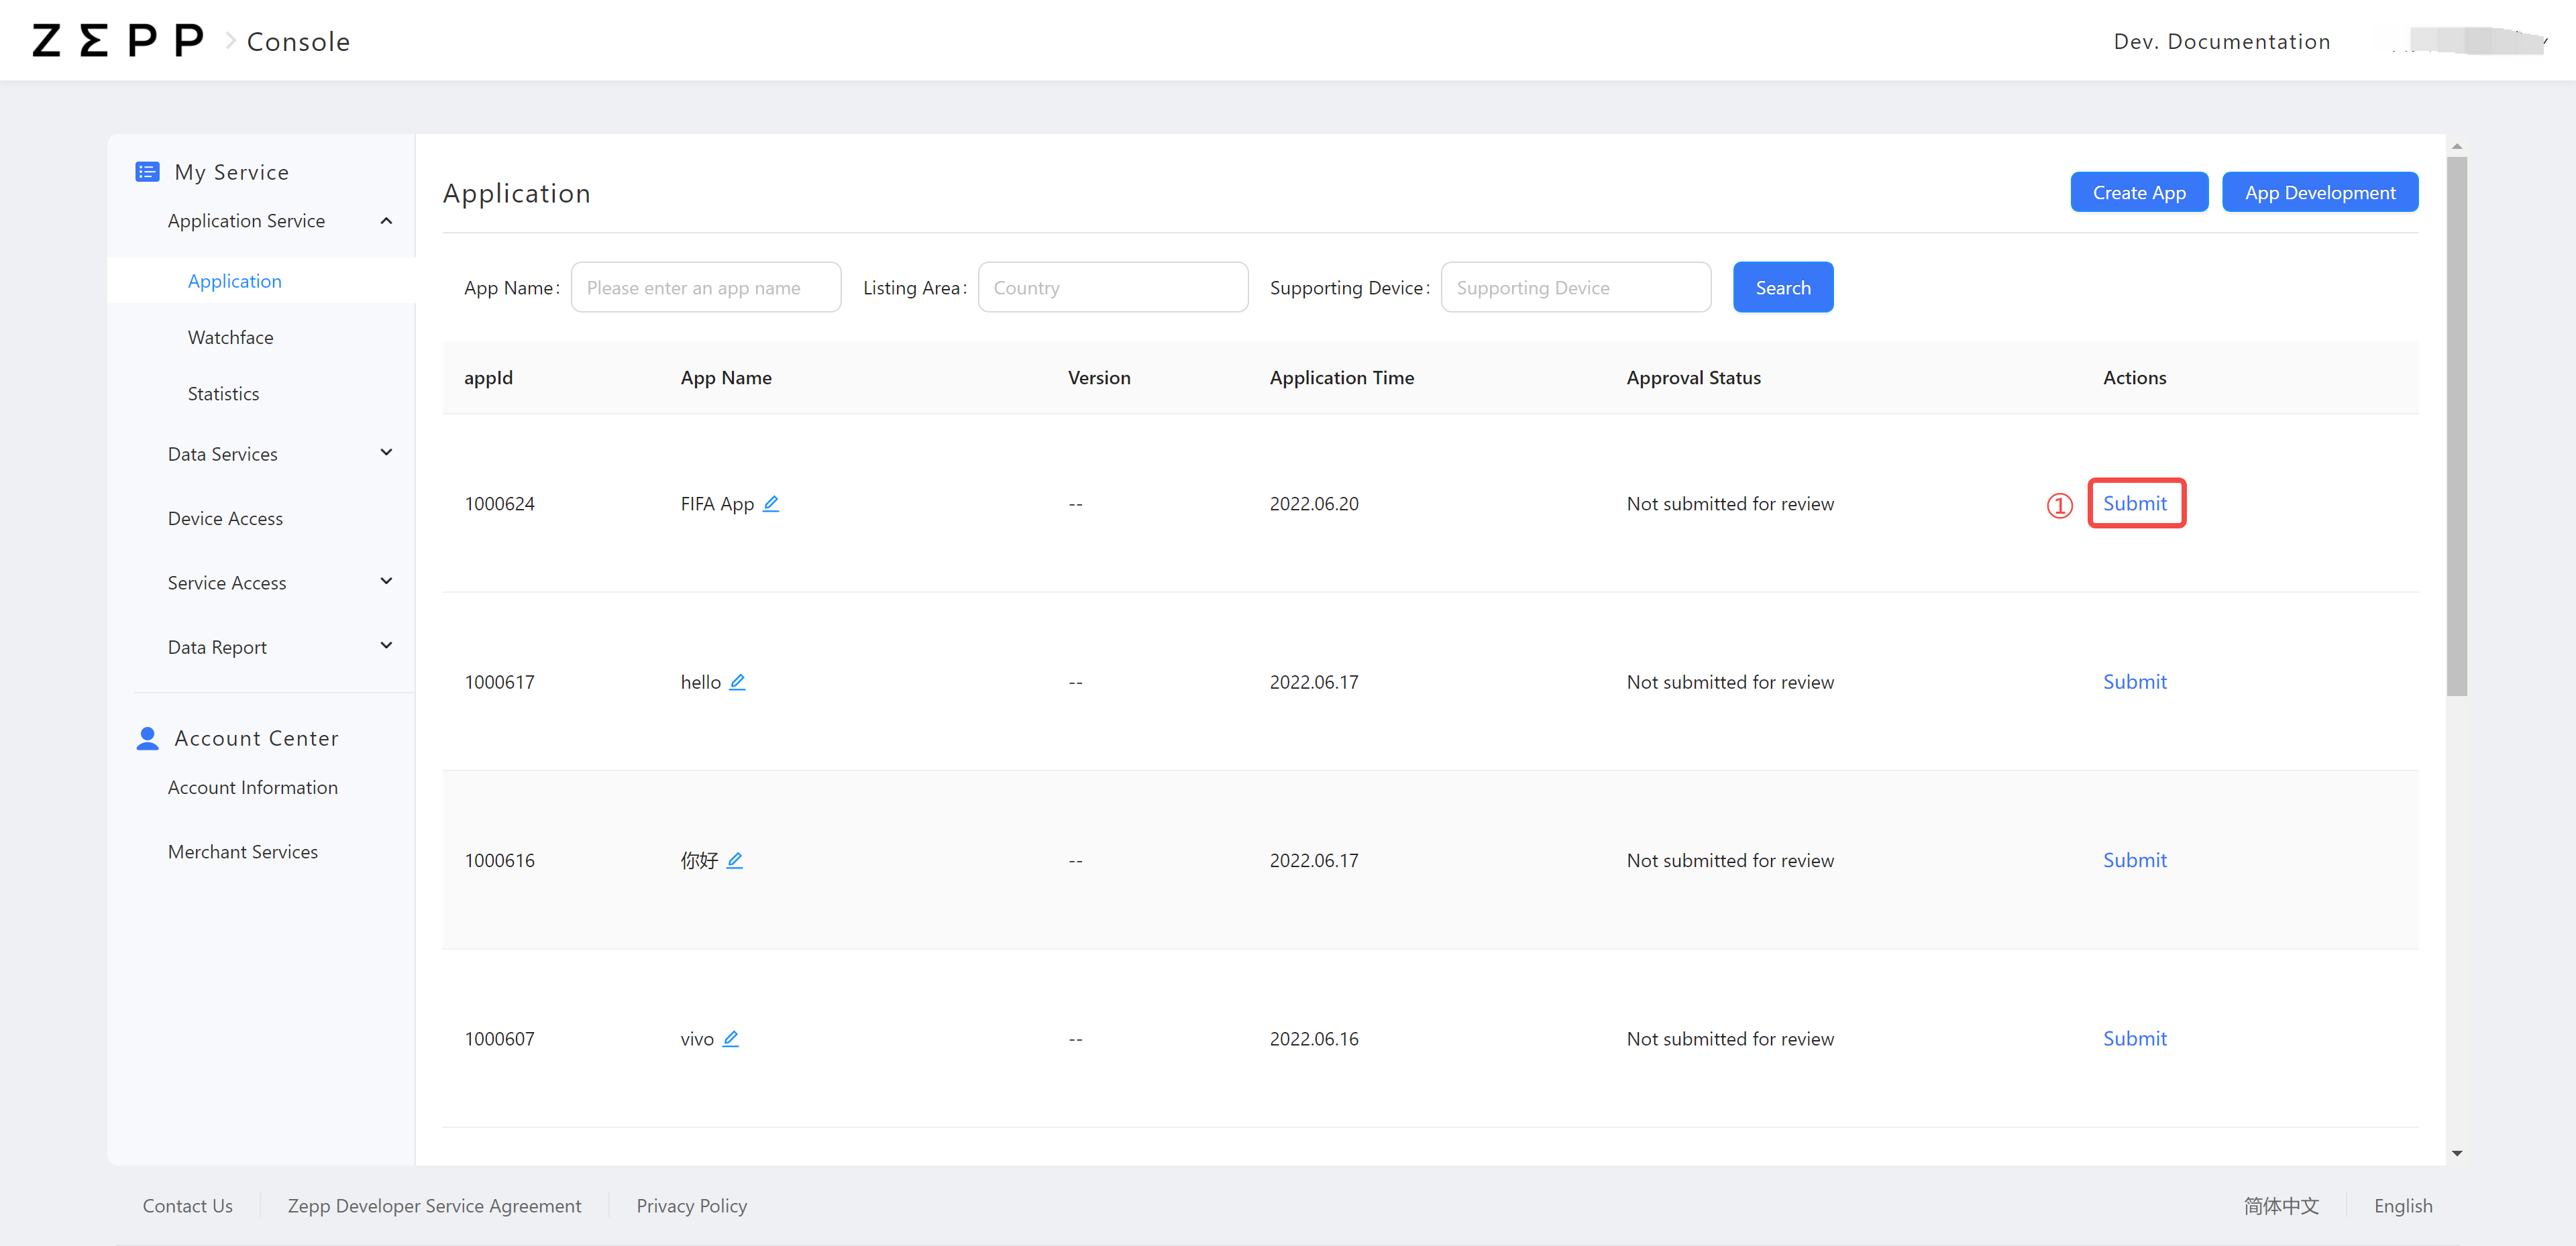 ZEPP > Console
Dev. Documentation
My Service
Application Service
Application
Watchface
Statistics
Data Services
Device Access
Service Access
Data Report
Account Center
Account Information
Merchant Services
Application
Create App
App Development
App Name: Please enter an app name Listing Area: Country Supporting Device: Supporting Device Search
appId App Name Version Application Time Approval Status Actions
1000624 FIFA App -- 2022.06.20 Not submitted for review ① Submit
1000617 hello -- 2022.06.17 Not submitted for review Submit
1000616 你好 -- 2022.06.17 Not submitted for review Submit
1000607 vivo -- 2022.06.16 Not submitted for review Submit
Contact Us Zepp Developer Service Agreement Privacy Policy
简体中文 English